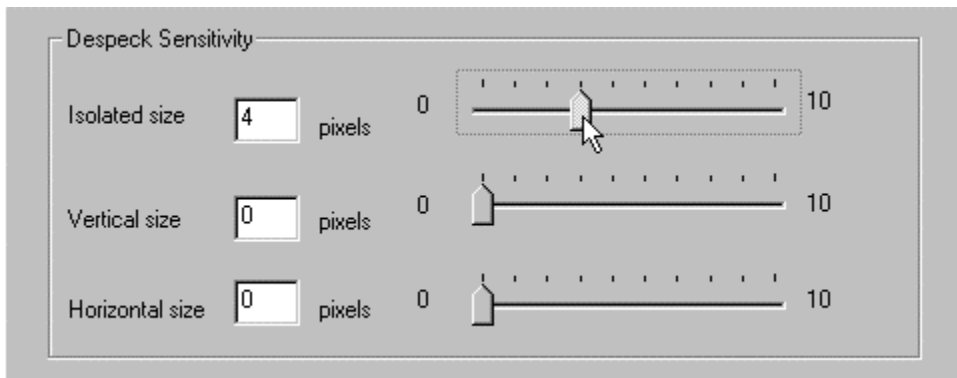 Despeck Sensitivity
Isolated size 4 pixels 0 10
Vertical size 0 pixels 0 10
Horizontal size 0 pixels 0 10